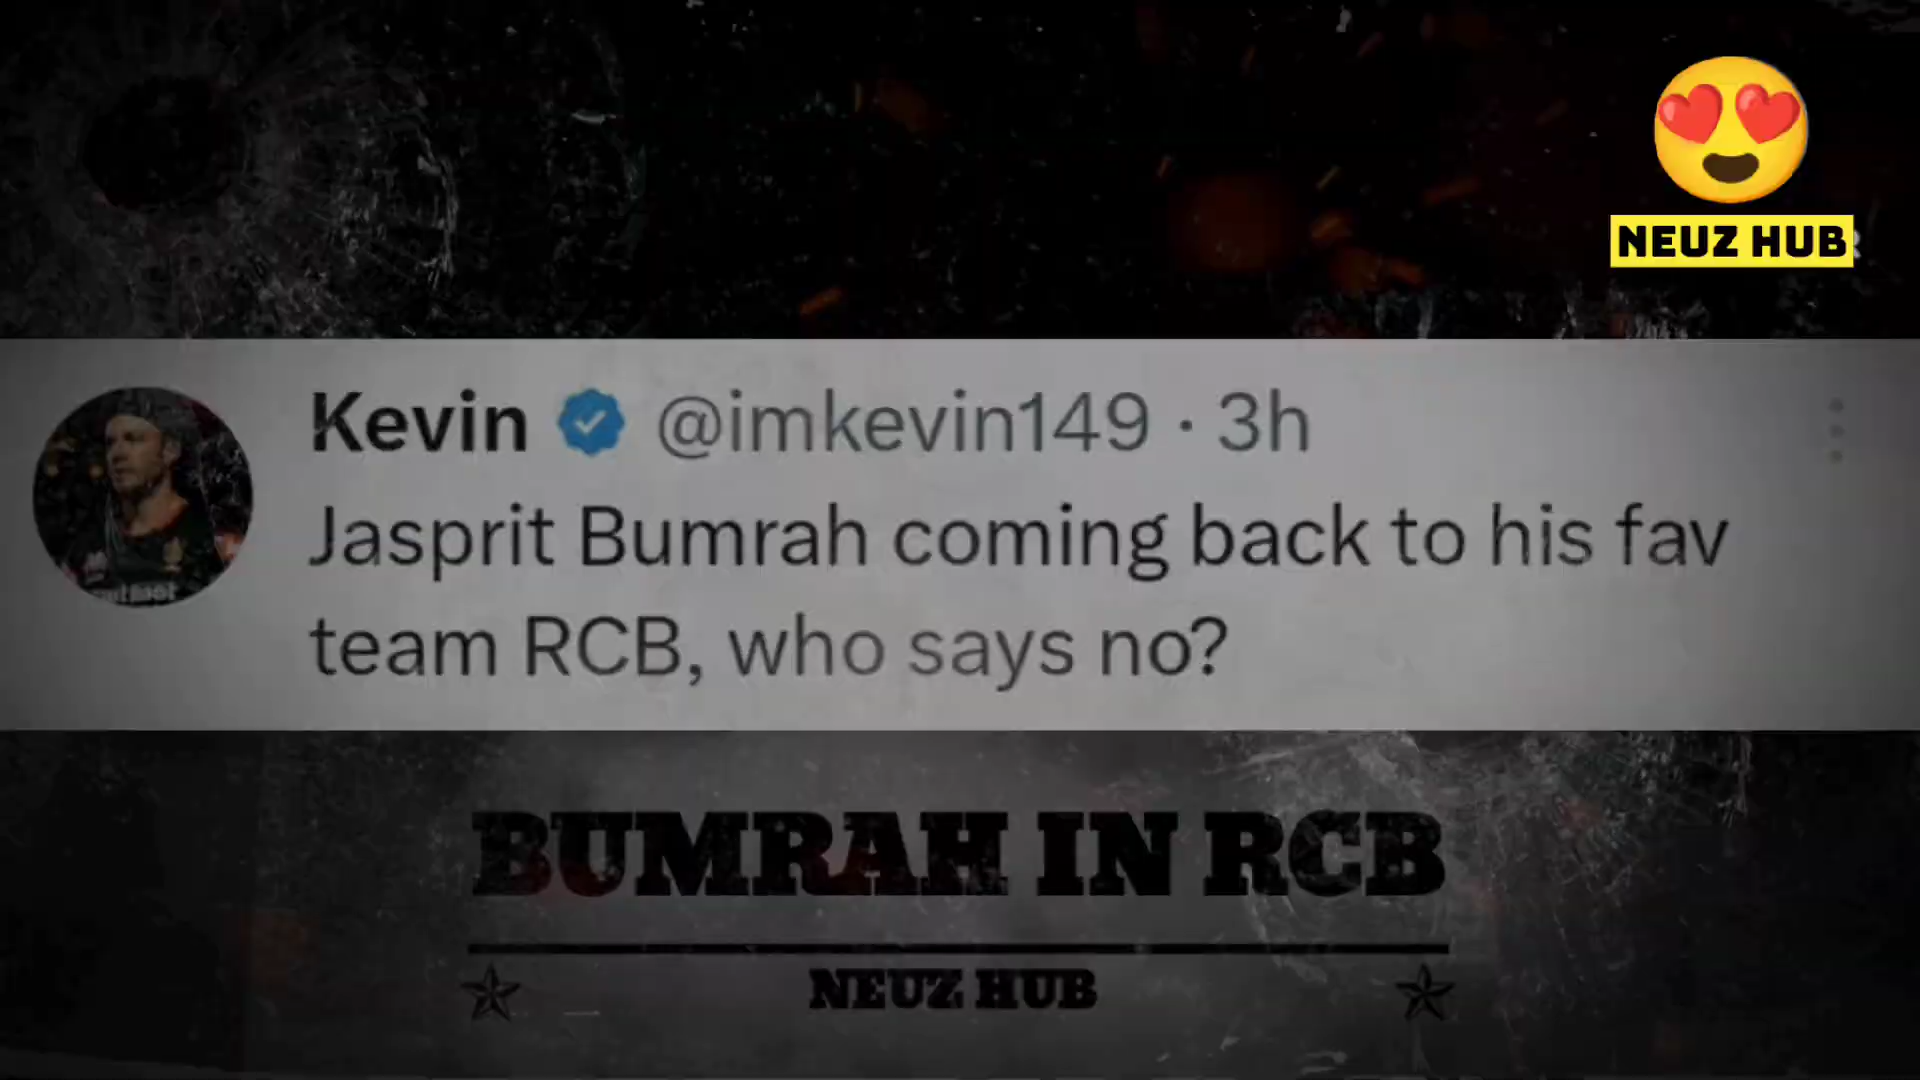 NEUZ HUB
Kevin @imkevin149 · 3h
Jasprit Bumrah coming back to his fav
team RCB, who says no?
BUMRAH IN RCB
NEUZ HUB